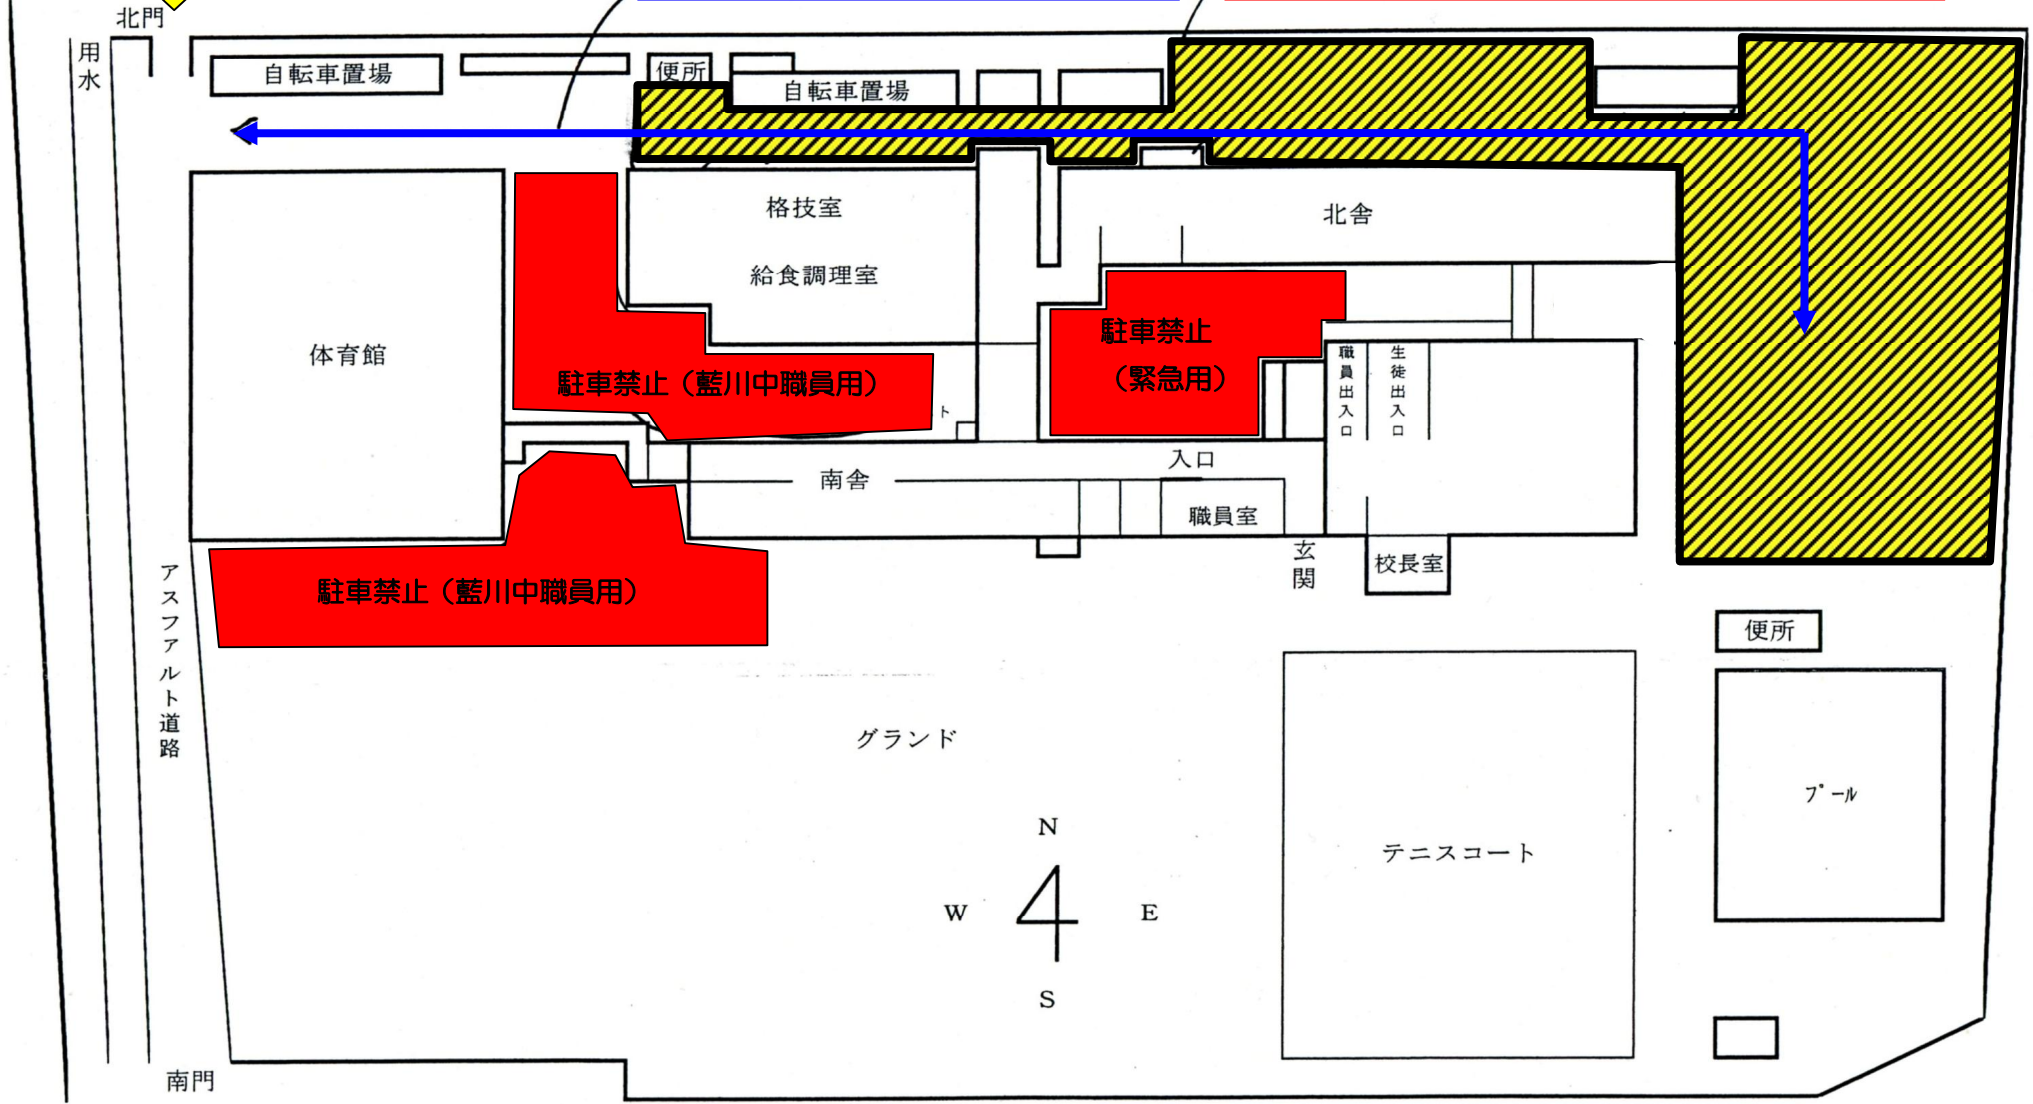 北門
用水
自転車置場
便所
自転車置場
格技室
北舎
給食調理室
体育館
駐車禁止
（緊急用）
職員出入口
生徒出入口
駐車禁止（藍川中職員用）
ト
入口
南舎
職員室
玄関
校長室
アスファルト道路
駐車禁止（藍川中職員用）
便所
グランド
プール
テニスコート
N
W
E
S
南門